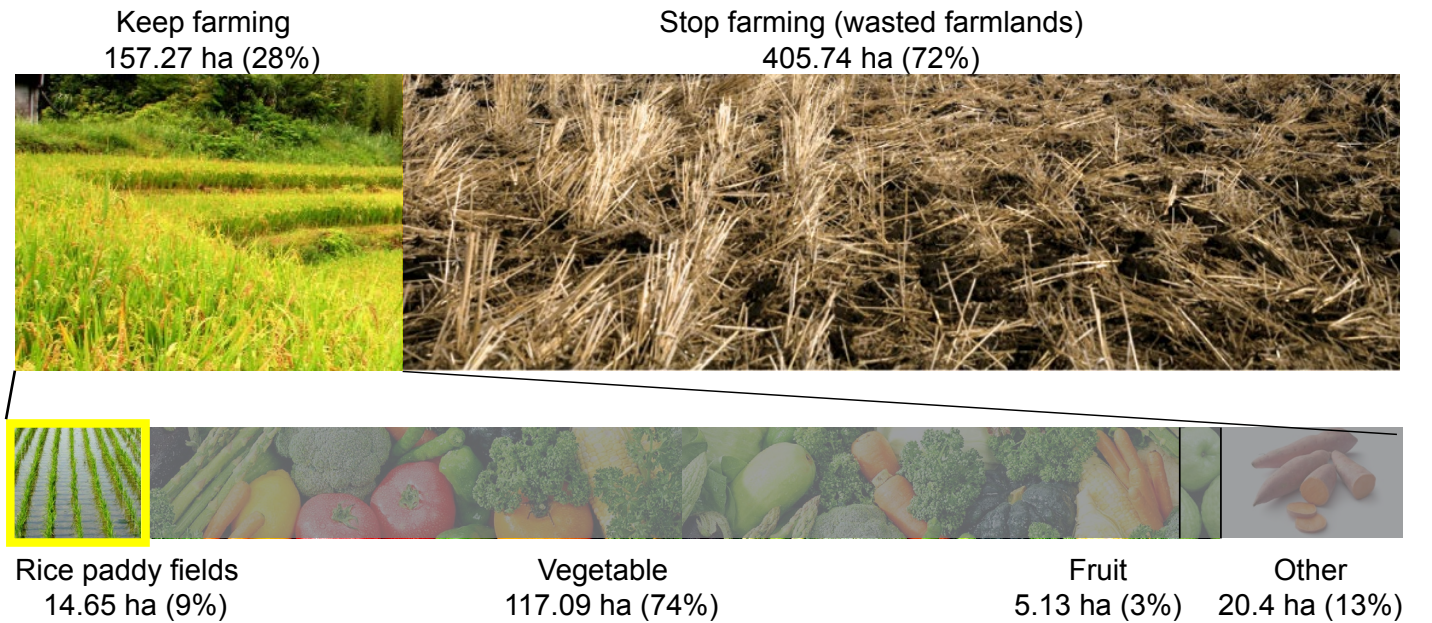 Keep farming
157.27 ha (28%)
Stop farming (wasted farmlands)
405.74 ha (72%)
Rice paddy fields
14.65 ha (9%)
Vegetable
117.09 ha (74%)
Fruit
5.13 ha (3%)
Other
20.4 ha (13%)